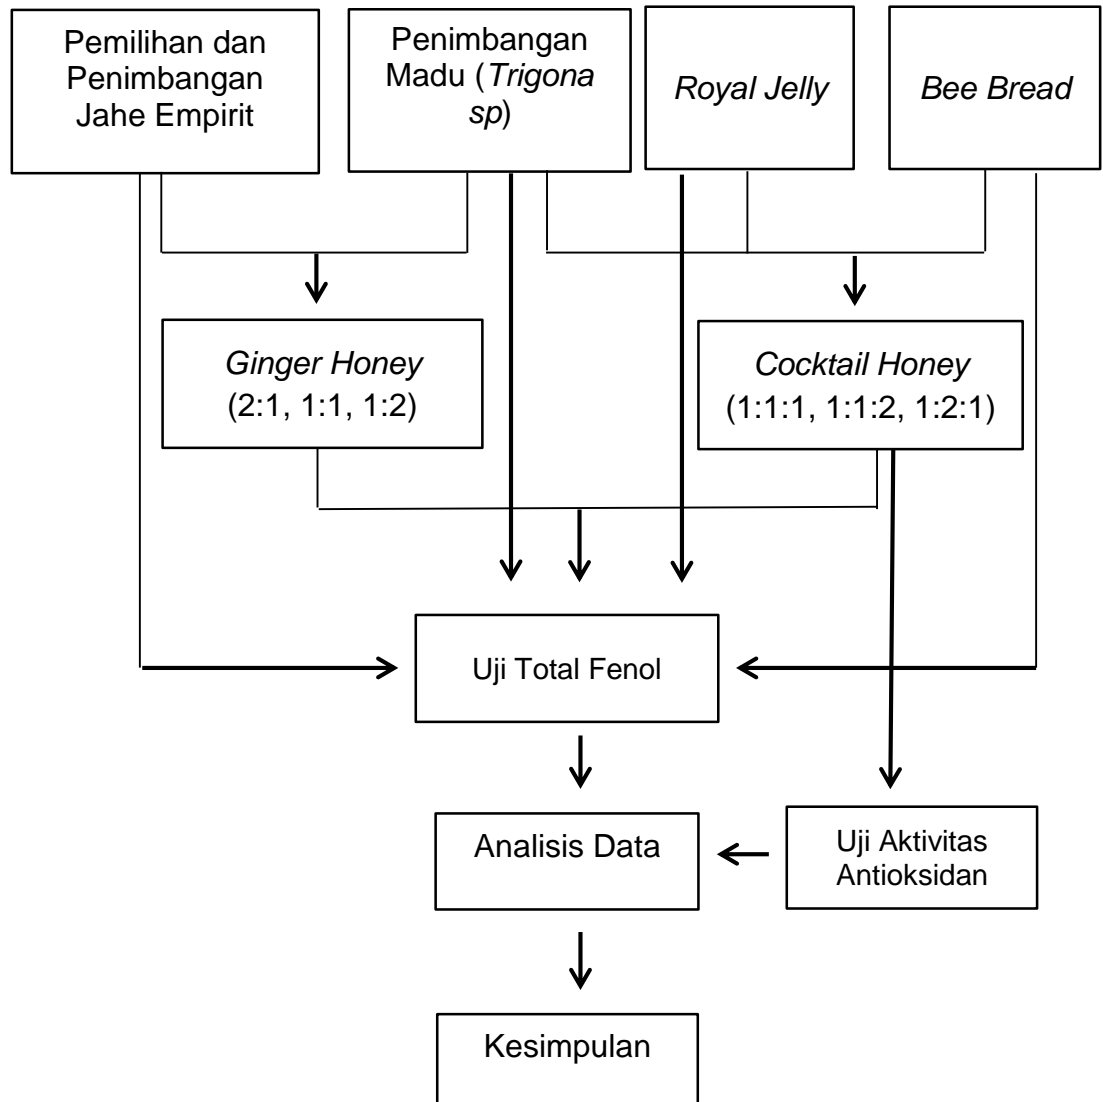 Pemilihan dan
Penimbangan
Jahe Empirit
Penimbangan
Madu (Trigona
sp)
Royal Jelly
Bee Bread
Ginger Honey
(2:1, 1:1, 1:2)
Cocktail Honey
(1:1:1, 1:1:2, 1:2:1)
Uji Total Fenol
Analisis Data
Uji Aktivitas
Antioksidan
Kesimpulan